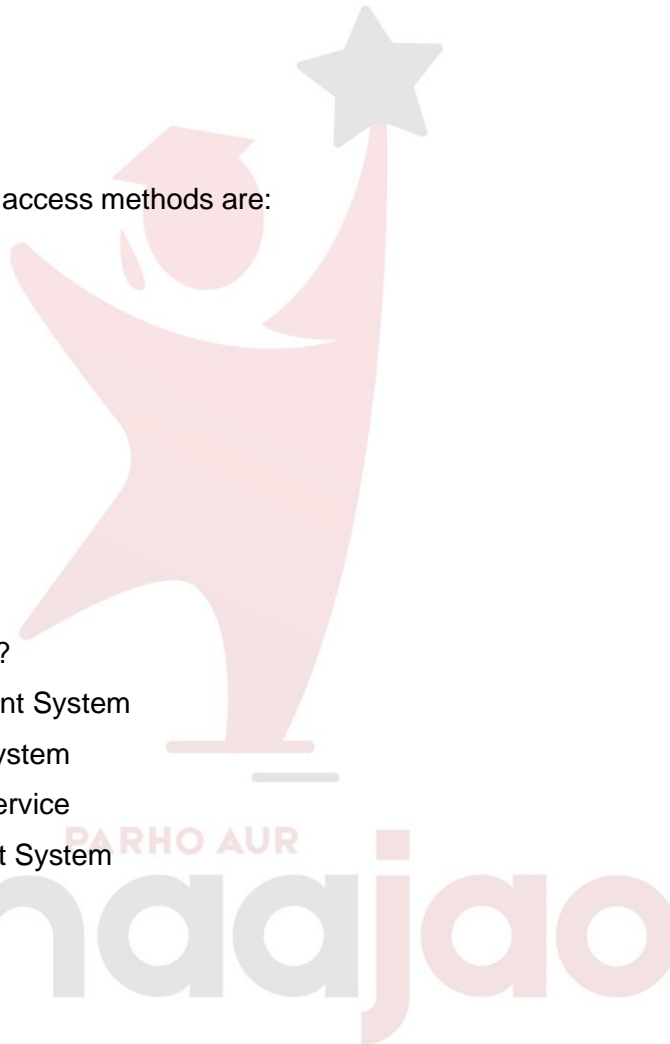 access methods are:
?
nt System
ystem
ervice
t System
PARHO AUR
naajao